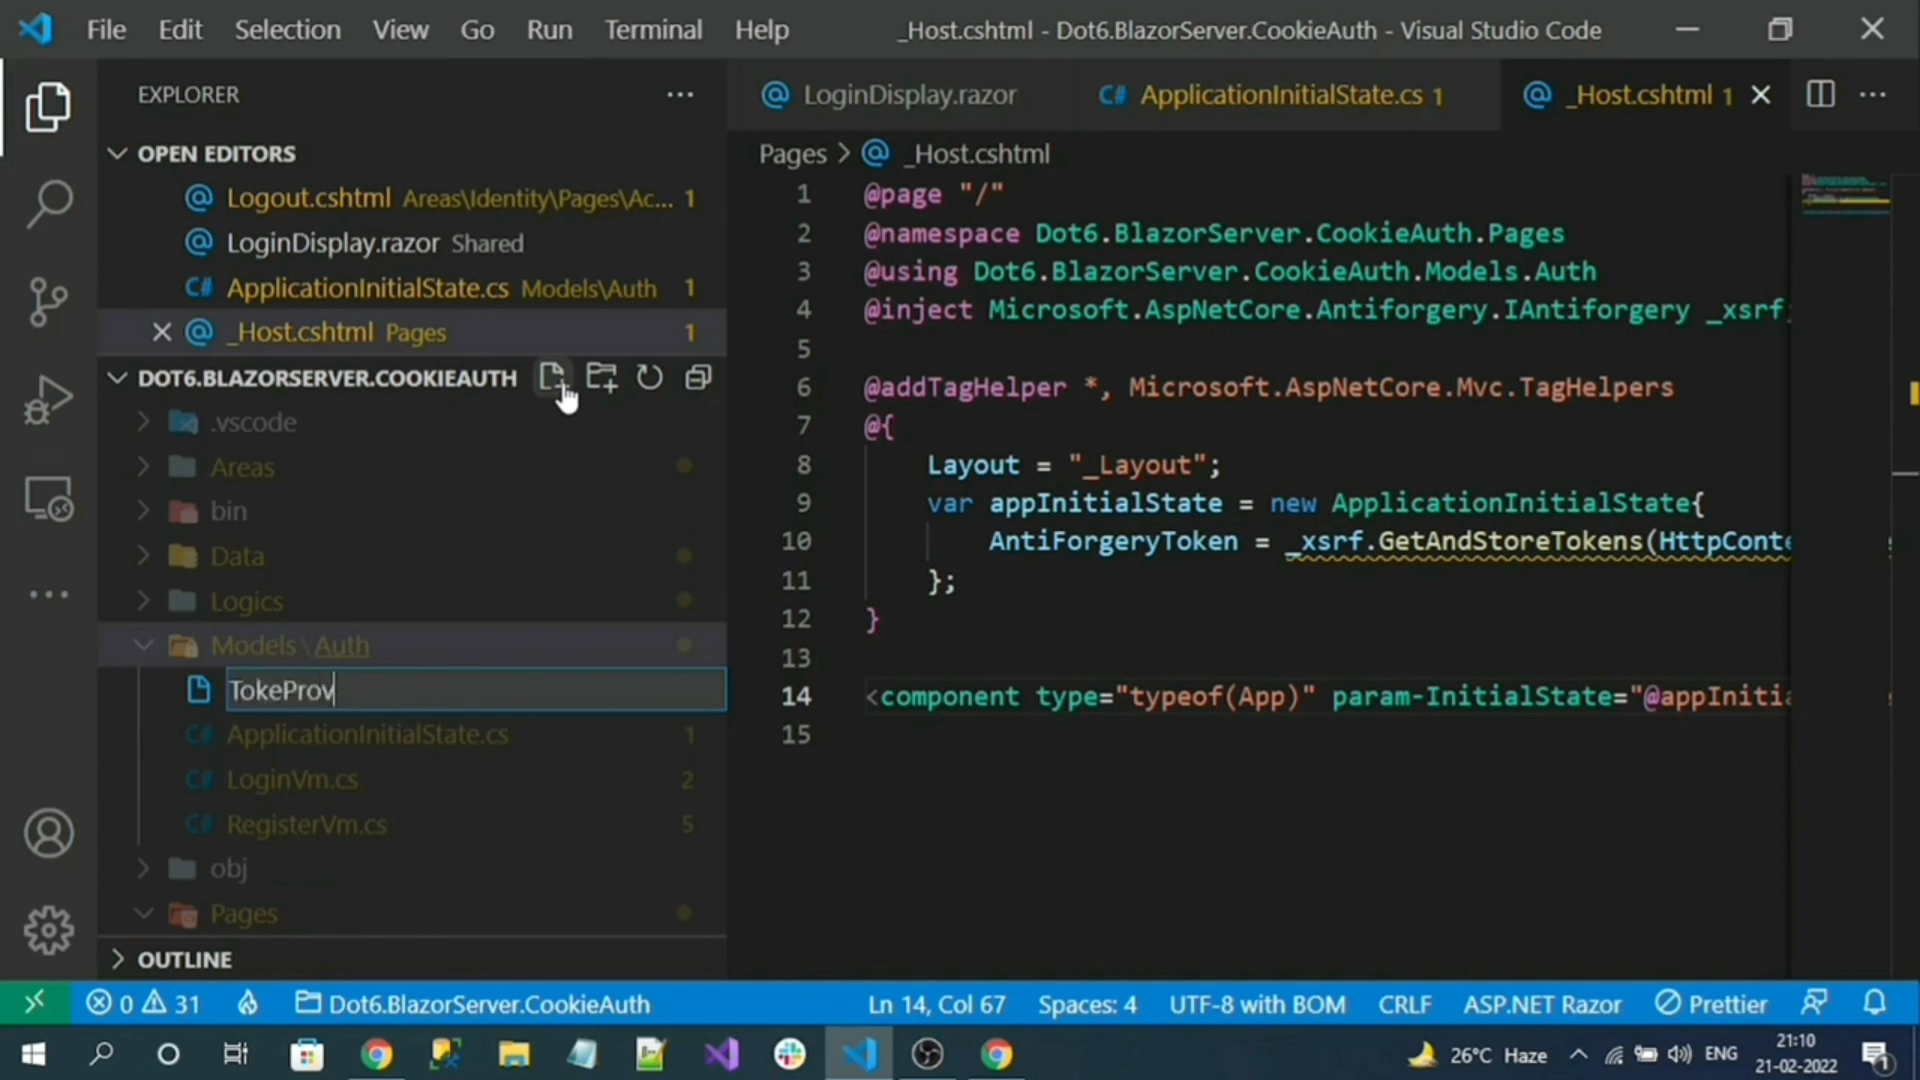 File Edit Selection View Go Run Terminal Help
_Host.cshtml - Dot6.BlazorServer.CookieAuth - Visual Studio Code
EXPLORER
OPEN EDITORS
Logout.cshtml Areas\Identity\Pages\Ac... 1
LoginDisplay.razor Shared
C# ApplicationInitialState.cs Models\Auth 1
_Host.cshtml Pages 1
DOT6.BLAZORSERVER.COOKIEAUTH
.vscode
Areas
bin
Data
Logics
Models \ Auth
TokeProv
C# ApplicationInitialState.cs 1
C# LoginVm.cs 2
C# RegisterVm.cs 5
obj
Pages
OUTLINE
LoginDisplay.razor
C# ApplicationInitialState.cs 1
_Host.cshtml 1
Pages > _Host.cshtml
1 @page "/"
2 @namespace Dot6.BlazorServer.CookieAuth.Pages
3 @using Dot6.BlazorServer.CookieAuth.Models.Auth
4 @inject Microsoft.AspNetCore.Antiforgery.IAntiforgery _xsrf;
5
6 @addTagHelper *, Microsoft.AspNetCore.Mvc.TagHelpers
7 @{
8 Layout = "_Layout";
9 var appInitialState = new ApplicationInitialState{
10 AntiForgeryToken = _xsrf.GetAndStoreTokens(HttpConte
11 };
12 }
13
14 <component type="typeof(App)" param-InitialState="@appInitia
15
0 31 Dot6.BlazorServer.CookieAuth
Ln 14, Col 67 Spaces: 4 UTF-8 with BOM CRLF ASP.NET Razor Prettier
26°C Haze ENG
21:10
21-02-2022
1